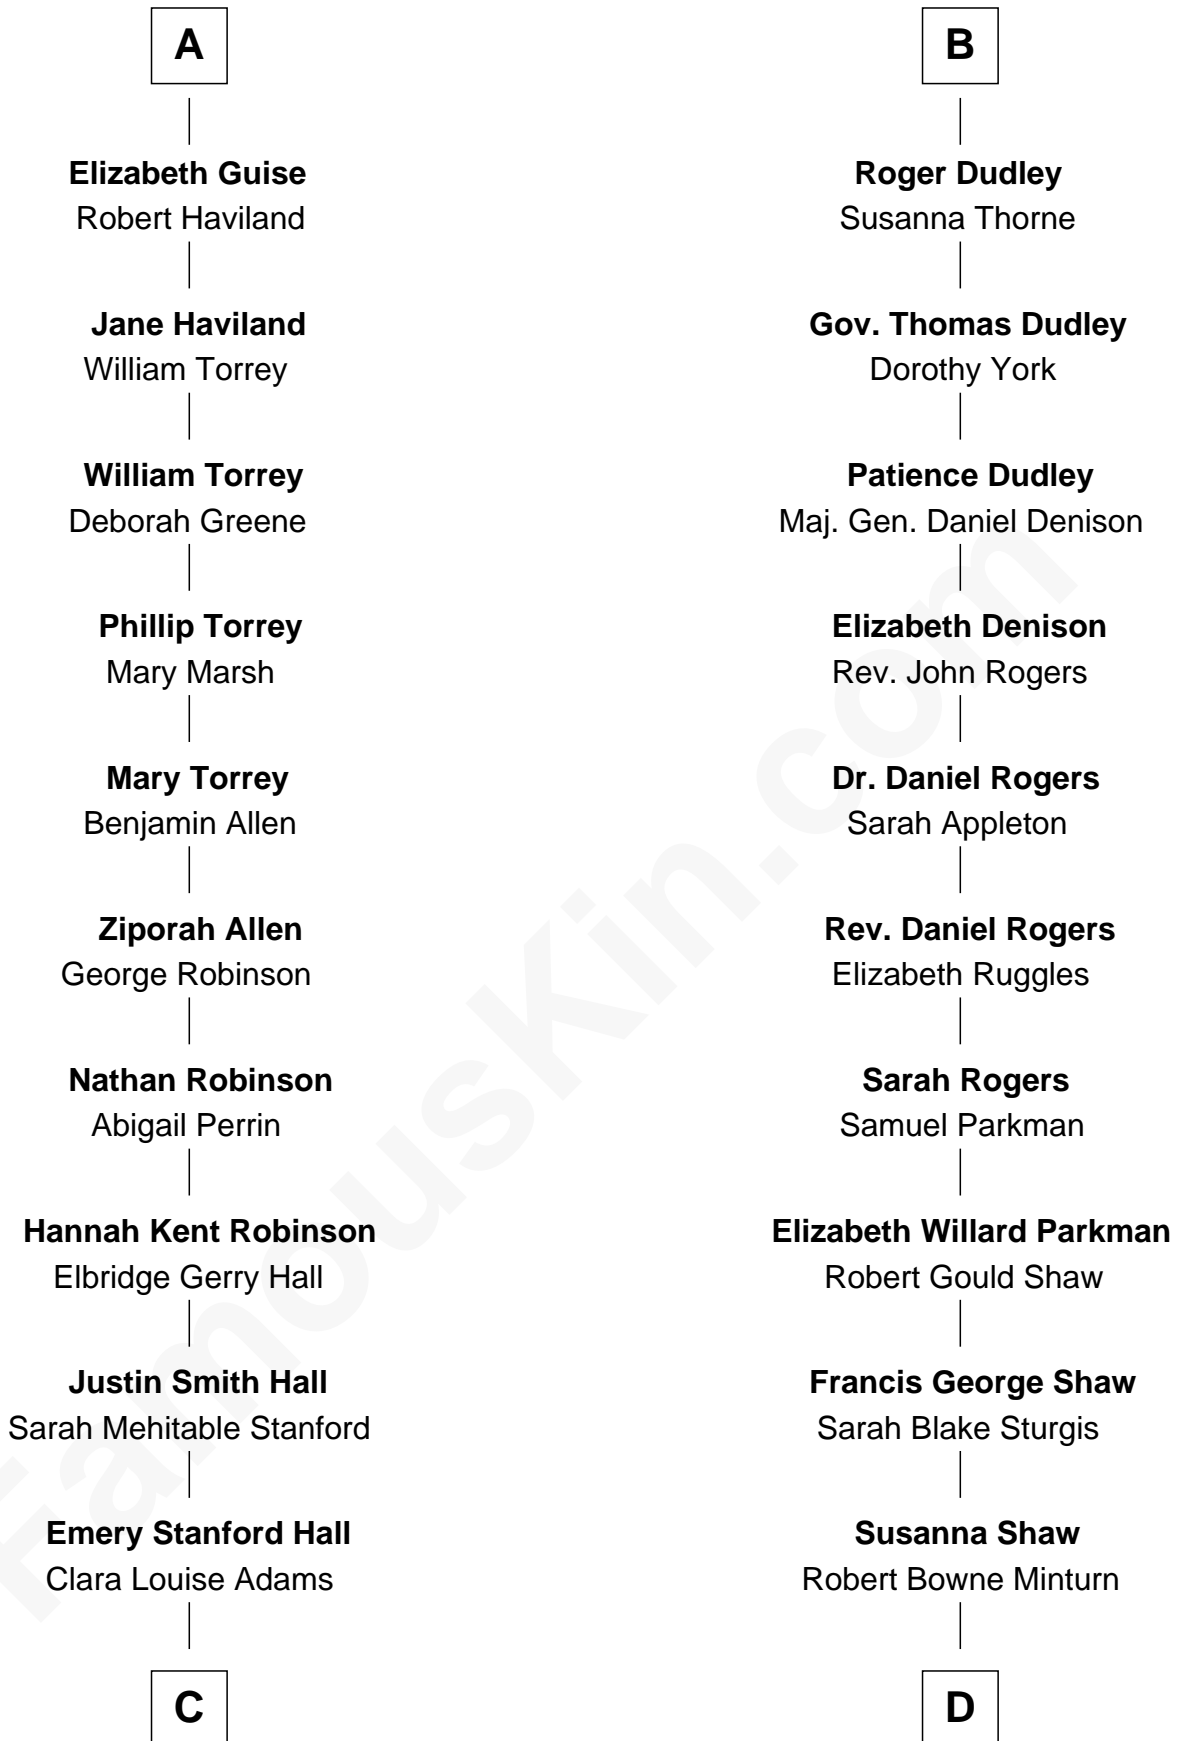 A
Elizabeth Guise
Robert Haviland
Jane Haviland
William Torrey
William Torrey
Deborah Greene
Phillip Torrey
Mary Marsh
Mary Torrey
Benjamin Allen
Ziporah Allen
George Robinson
Nathan Robinson
Abigail Perrin
Hannah Kent Robinson
Elbridge Gerry Hall
Justin Smith Hall
Sarah Mehitable Stanford
Emery Stanford Hall
Clara Louise Adams
C
B
Roger Dudley
Susanna Thorne
Gov. Thomas Dudley
Dorothy York
Patience Dudley
Maj. Gen. Daniel Denison
Elizabeth Denison
Rev. John Rogers
Dr. Daniel Rogers
Sarah Appleton
Rev. Daniel Rogers
Elizabeth Ruggles
Sarah Rogers
Samuel Parkman
Elizabeth Willard Parkman
Robert Gould Shaw
Francis George Shaw
Sarah Blake Sturgis
Susanna Shaw
Robert Bowne Minturn
D
FamousKin.com